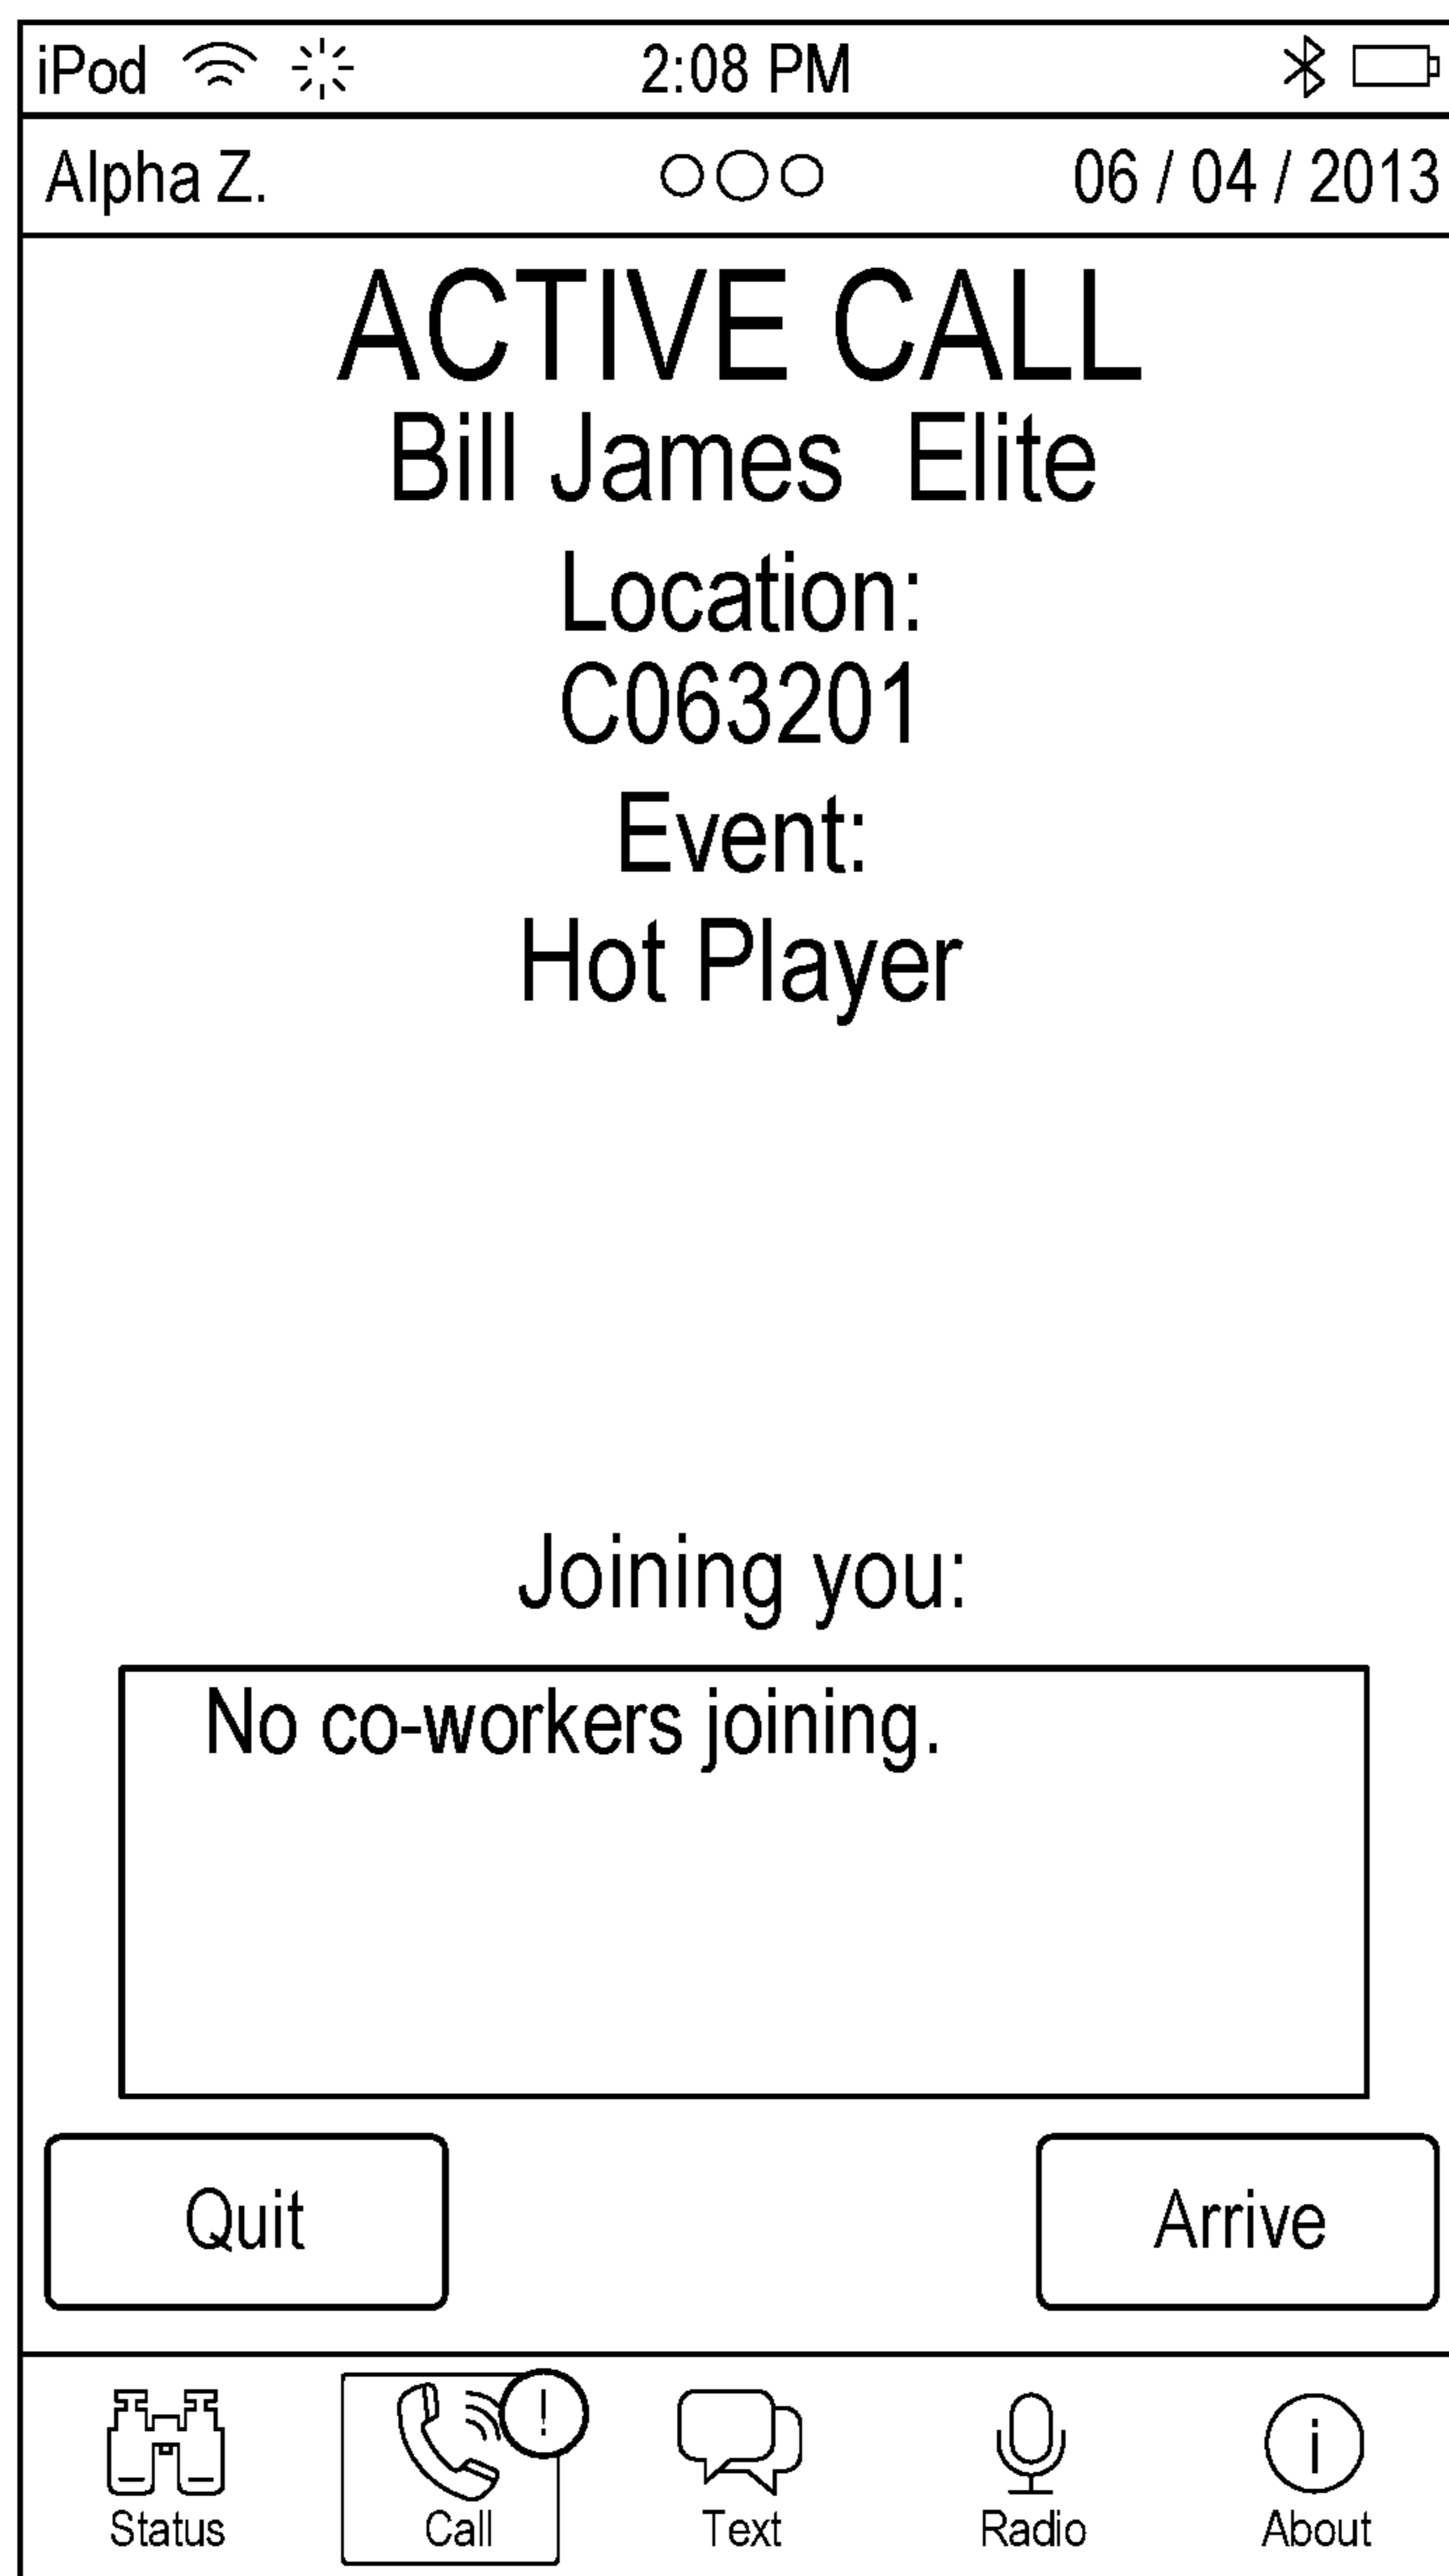 iPod 2:08 PM
Alpha Z. 06 / 04 / 2013
ACTIVE CALL
Bill James Elite
Location:
C063201
Event:
Hot Player
Joining you:
No co-workers joining.
Quit Arrive
!
i
Status Call Text Radio About